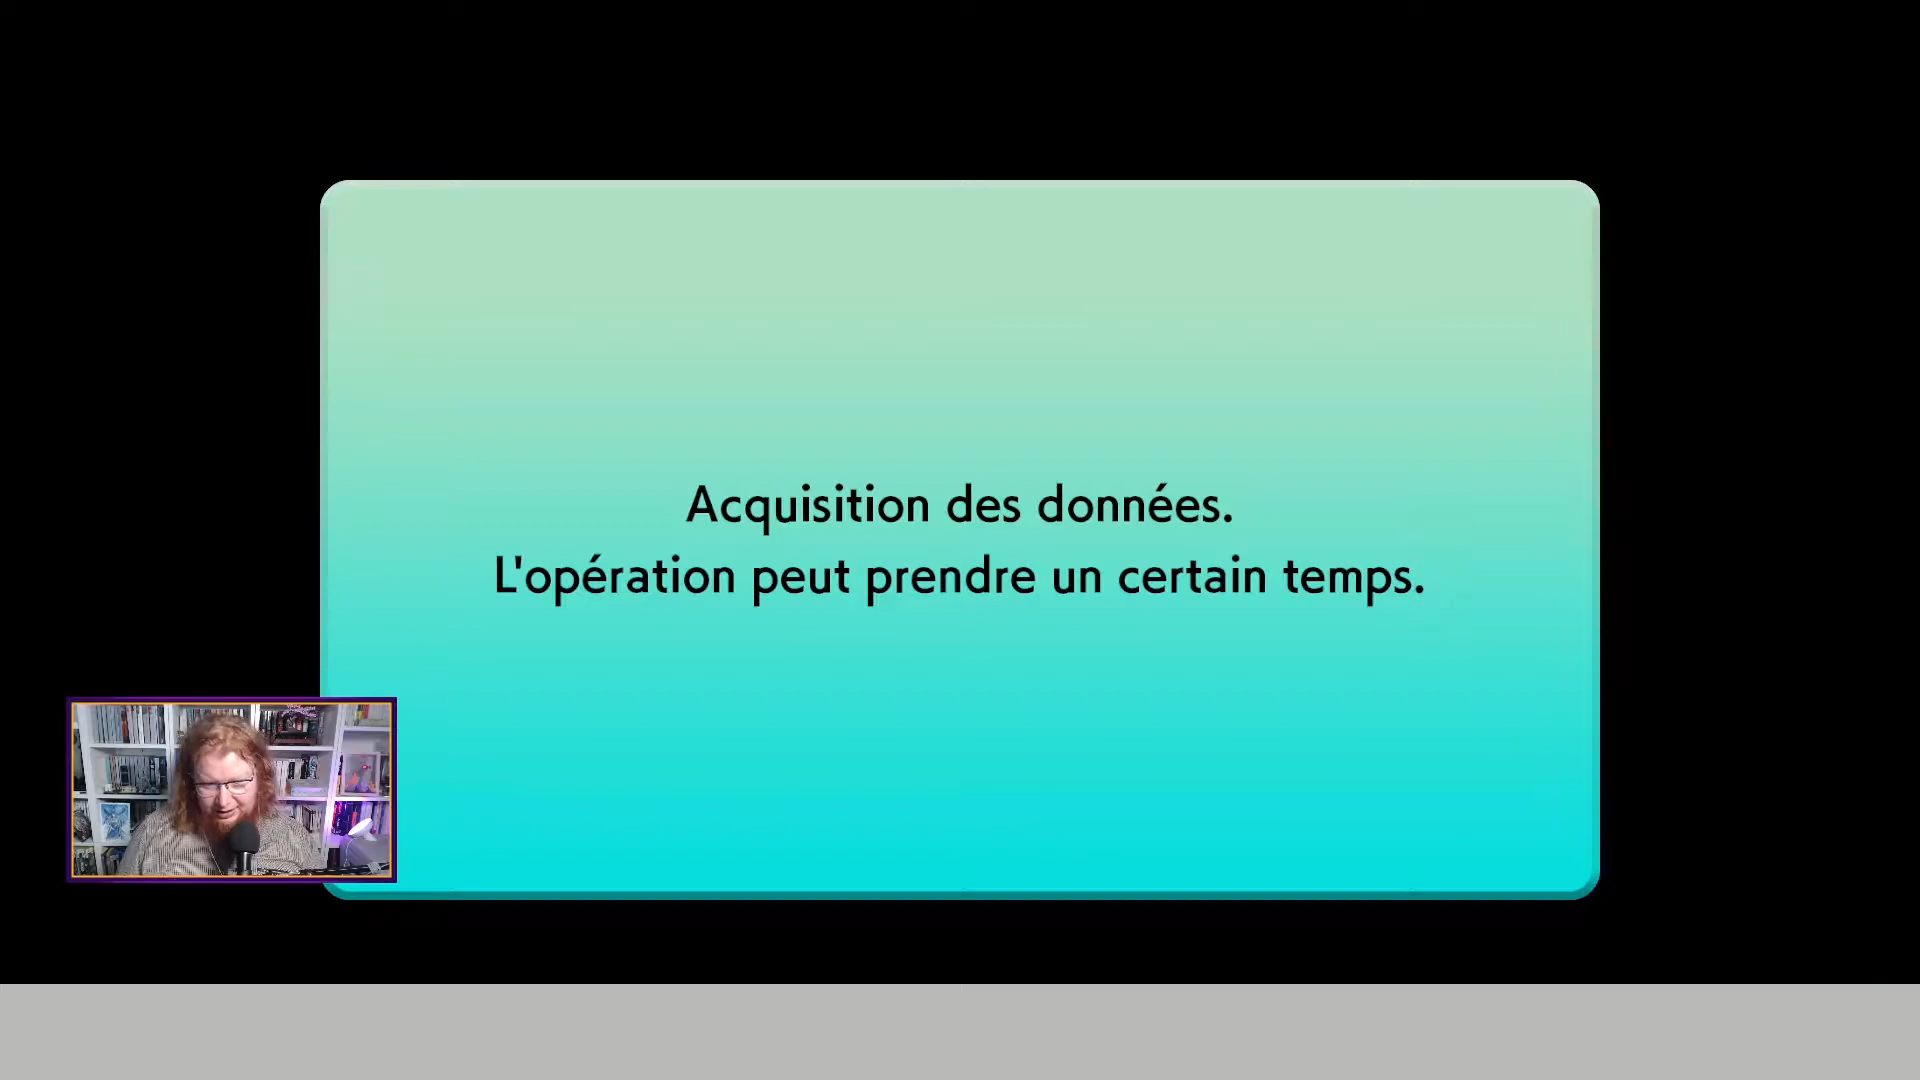 Acquisition des données.
L'opération peut prendre un certain temps.